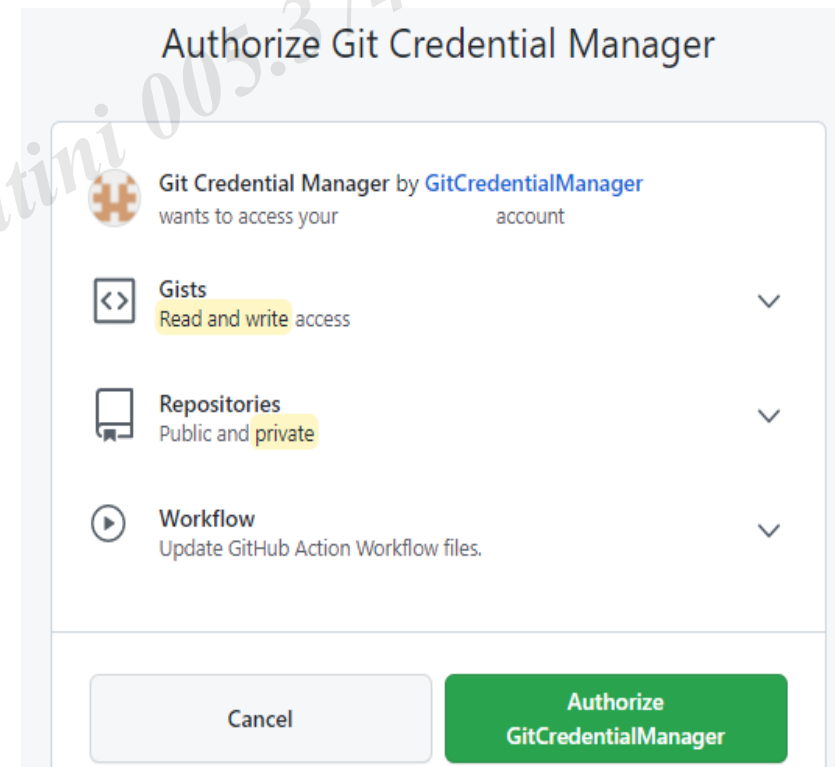 Authorize Git Credential Manager
Git Credential Manager by GitCredentialManager
wants to access your account
Gists
Read and write access
Repositories
Public and private
Workflow
Update GitHub Action Workflow files.
Cancel
Authorize
GitCredentialManager